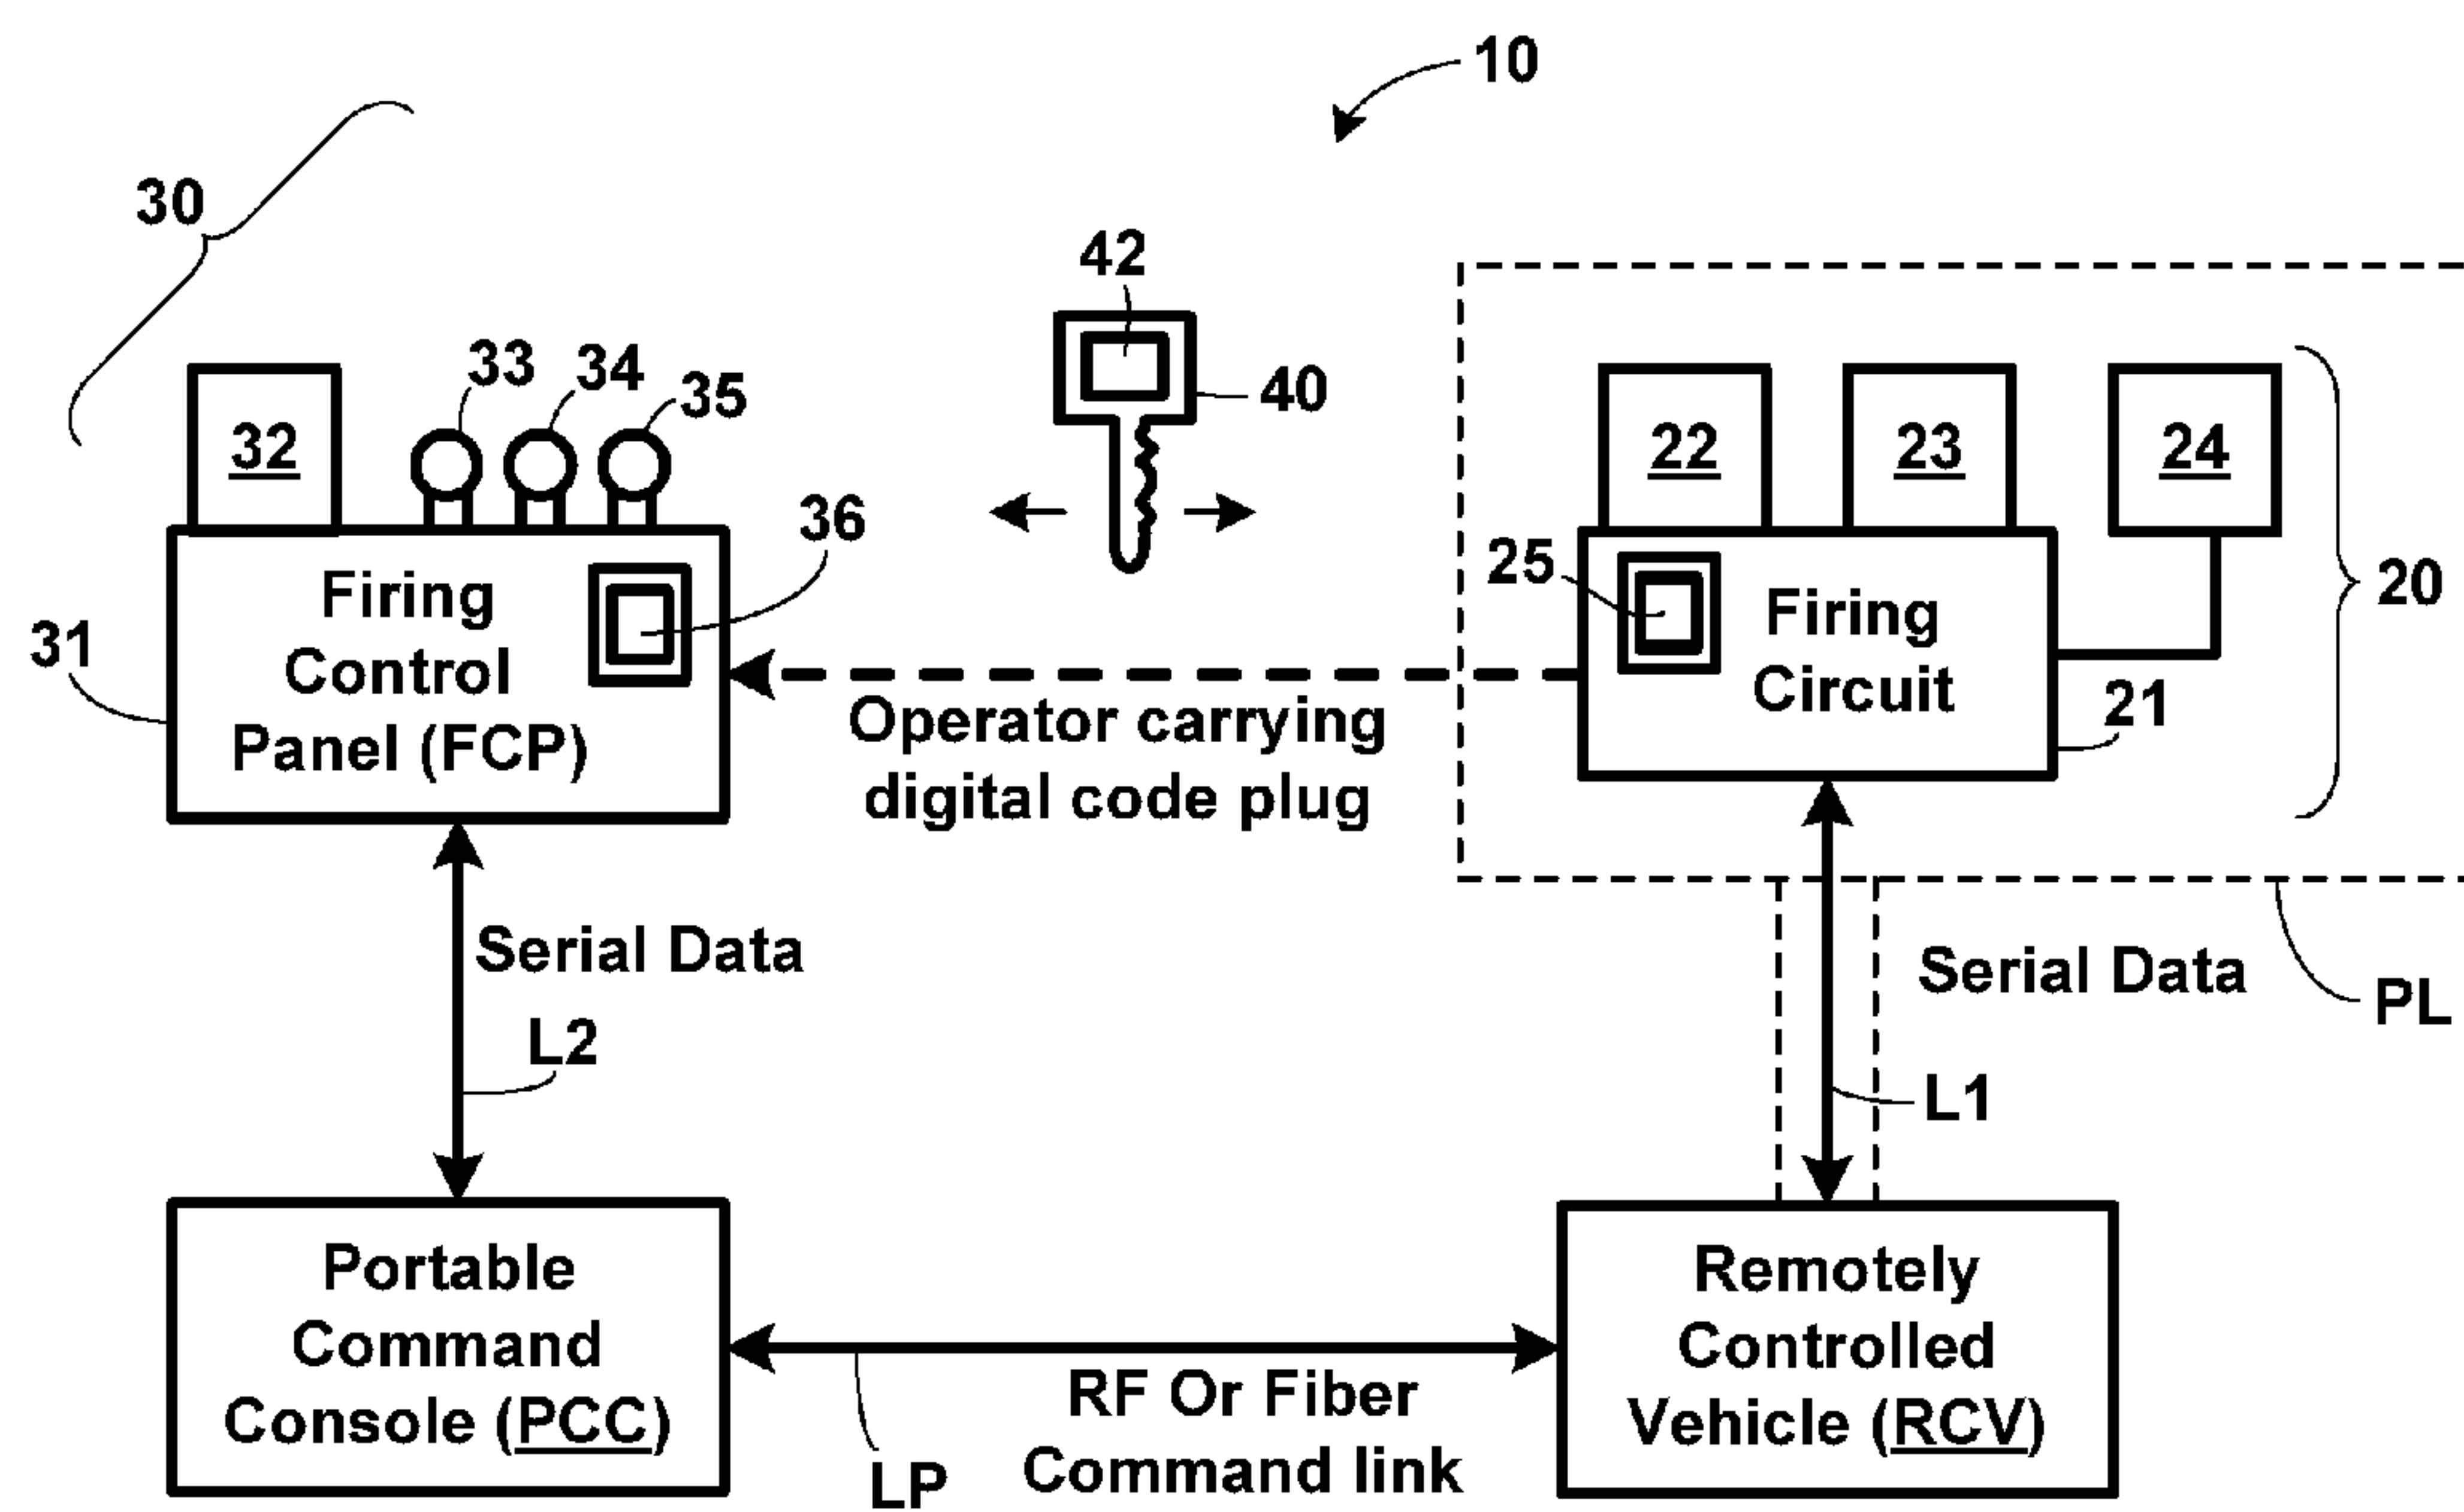 10
30
42
33
34
35
40
32
22
23
24
36
25
20
31
21
Firing
Control
Panel (FCP)
Firing
Circuit
Operator carrying
digital code plug
Serial Data
L2
Serial Data
PL
L1
Portable
Command
Console (PCC)
RF Or Fiber
Command link
LP
Remotely
Controlled
Vehicle (RCV)